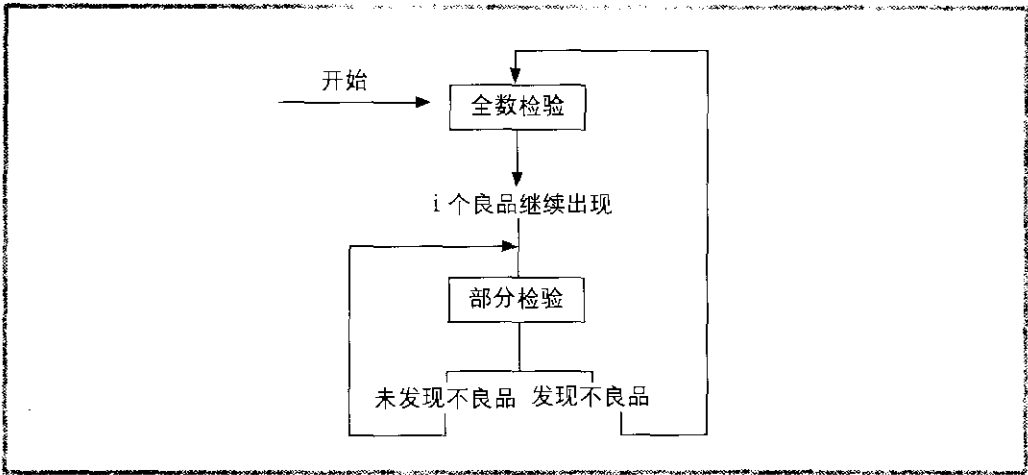 开始
全数检验
i 个良品继续出现
部分检验
未发现不良品 发现不良品